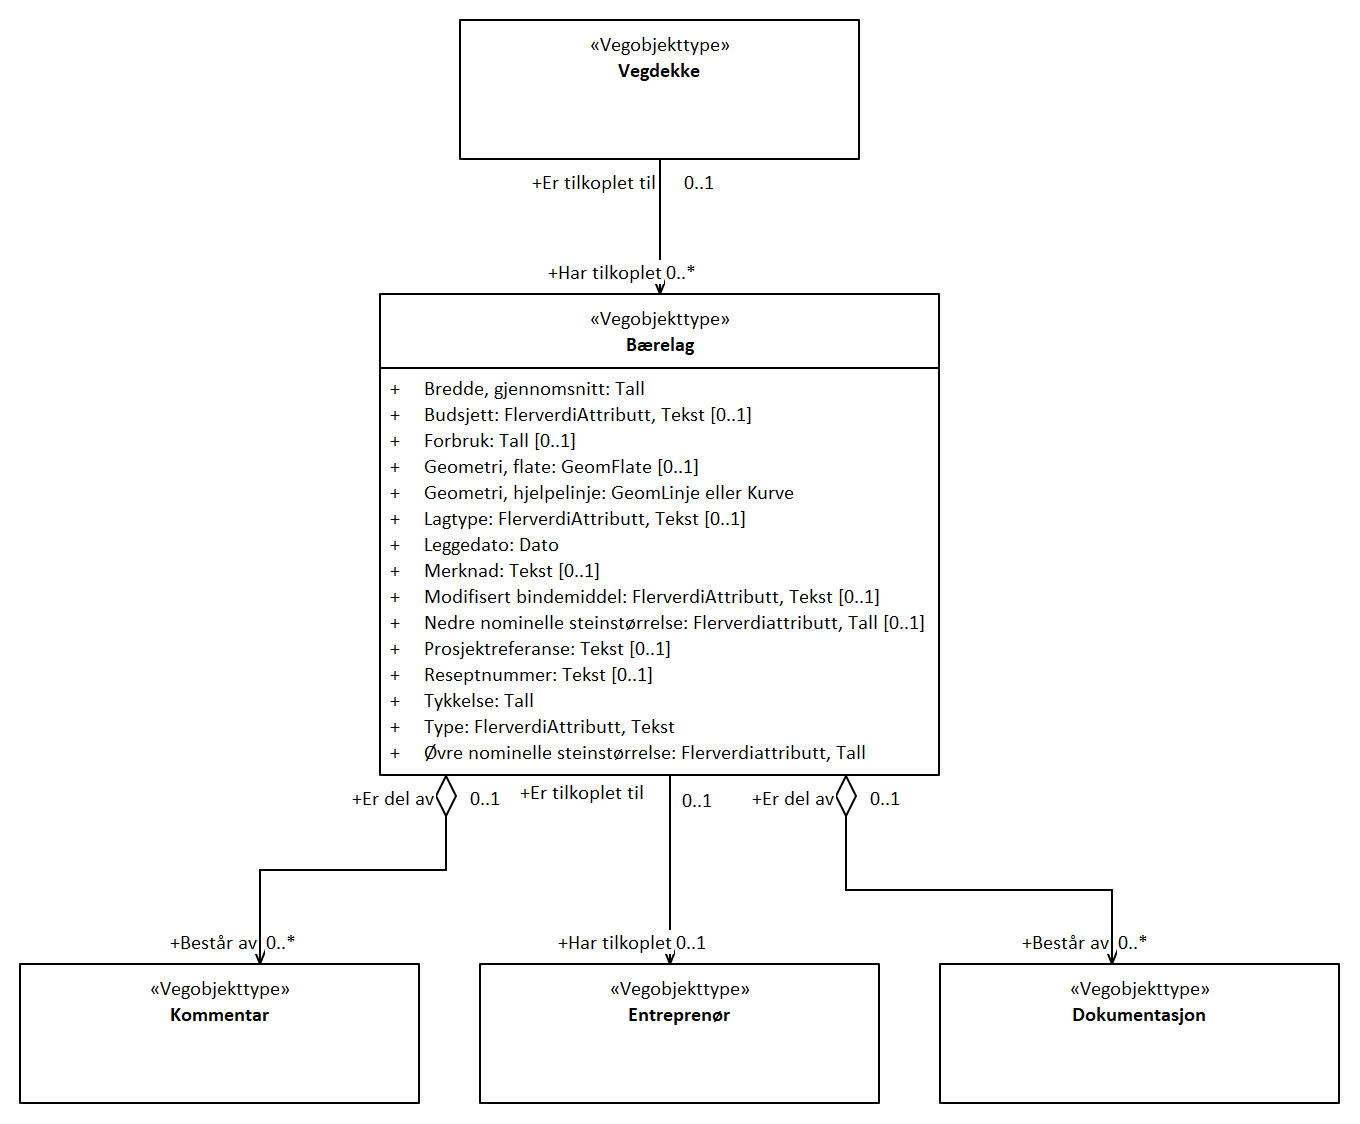 «Vegobjekttype»
Vegdekke
+Er tilkoplet til 0..1
+Har tilkoplet 0..*
«Vegobjekttype»
Bærelag
+ Bredde, gjennomsnitt: Tall
+ Budsjett: FlerverdiAttributt, Tekst [0..1]
+ Forbruk: Tall [0..1]
+ Geometri, flate: GeomFlate [0..1]
+ Geometri, hjelpelinje: GeomLinje eller Kurve
+ Lagtype: FlerverdiAttributt, Tekst [0..1]
+ Leggedato: Dato
+ Merknad: Tekst [0..1]
+ Modifisert bindemiddel: FlerverdiAttributt, Tekst [0..1]
+ Nedre nominelle steinstørrelse: Flerverdiattributt, Tall [0..1]
+ Prosjektreferanse: Tekst [0..1]
+ Reseptnummer: Tekst [0..1]
+ Tykkelse: Tall
+ Type: FlerverdiAttributt, Tekst
+ Øvre nominelle steinstørrelse: Flerverdiattributt, Tall
+Er del av 0..1 +Er tilkoplet til 0..1 +Er del av 0..1
+Består av 0..* +Har tilkoplet 0..1 +Består av 0..*
«Vegobjekttype»
Kommentar
«Vegobjekttype»
Entreprenør
«Vegobjekttype»
Dokumentasjon